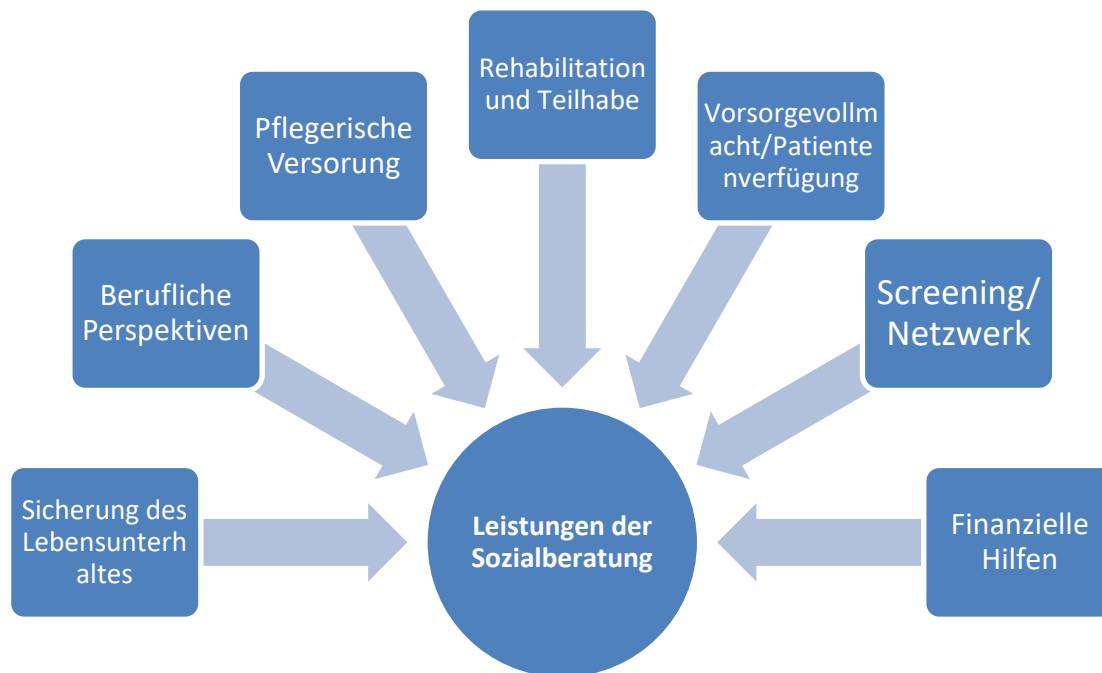 Rehabilitation
und Teilhabe
Pflegerische
Versorung
Vorsorgevollm
acht/Patiente
nverfügung
Berufliche
Perspektiven
Screening/
Netzwerk
Sicherung des
Lebensunterh
altes
Leistungen der
Sozialberatung
Finanzielle
Hilfen